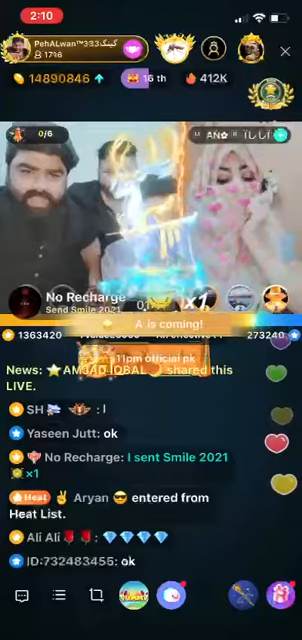 2:10
PehALwan™333گینگ
1716
14890846 16 th 412K
0/6
No Recharge
Send Smile 2021
X1
A is coming!
1363420 273240
11pm official pk
News: ⭐AMJAD IQBAL shared this
LIVE.
SH : I
Yaseen Jutt: ok
No Recharge: I sent Smile 2021
x1
Heat ✌ Aryan 😎 entered from
Heat List.
Ali Ali🌹🌹: 💎💎💎💎
ID:732483455: ok